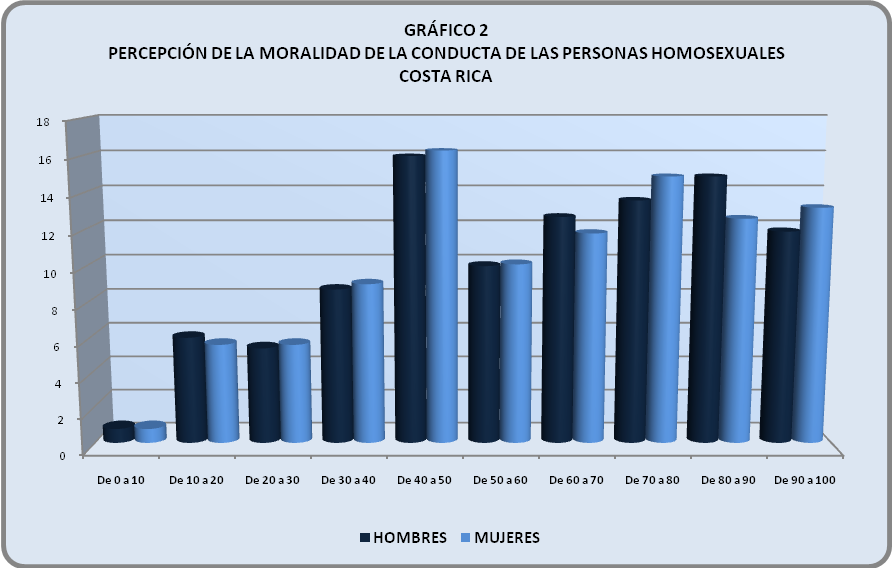 GRÁFICO 2
PERCEPCIÓN DE LA MORALIDAD DE LA CONDUCTA DE LAS PERSONAS HOMOSEXUALES
COSTA RICA
18
16
14
12
10
8
6
4
2
0
De 0 a 10 De 10 a 20 De 20 a 30 De 30 a 40 De 40 a 50 De 50 a 60 De 60 a 70 De 70 a 80 De 80 a 90 De 90 a 100
HOMBRES MUJERES